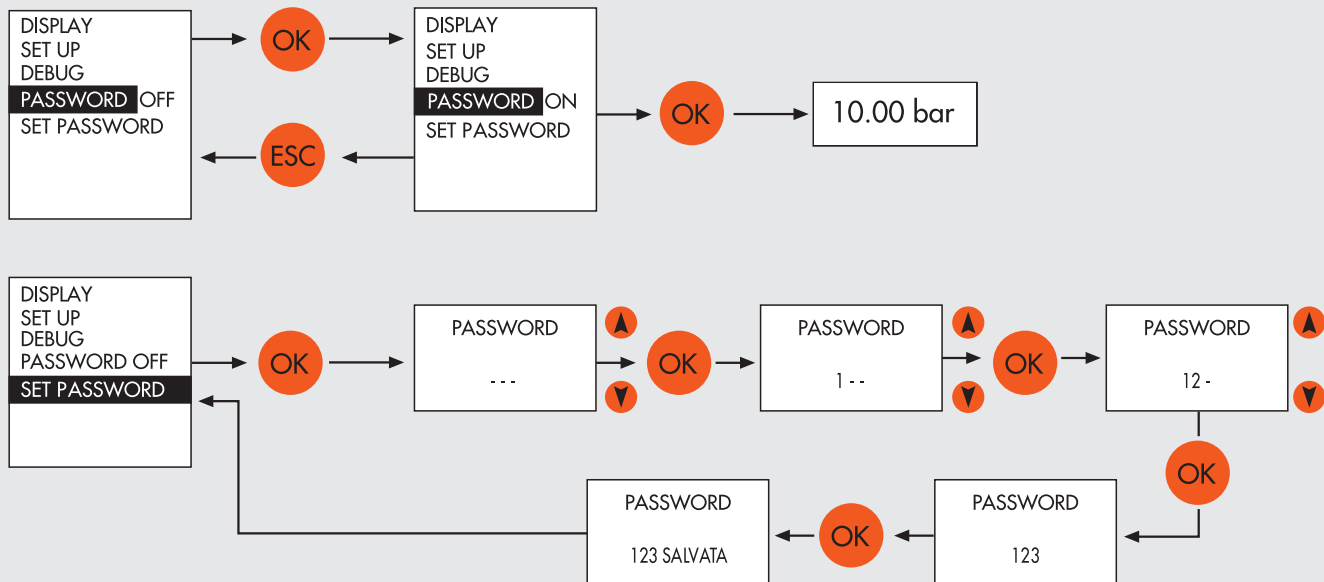 DISPLAY
SET UP
DEBUG
PASSWORD OFF
SET PASSWORD
OK
ESC
DISPLAY
SET UP
DEBUG
PASSWORD ON
SET PASSWORD
OK
10.00 bar
DISPLAY
SET UP
DEBUG
PASSWORD OFF
SET PASSWORD
OK
PASSWORD
- - -
OK
PASSWORD
1 - -
OK
PASSWORD
12 -
OK
PASSWORD
123
OK
PASSWORD
123 SALVATA